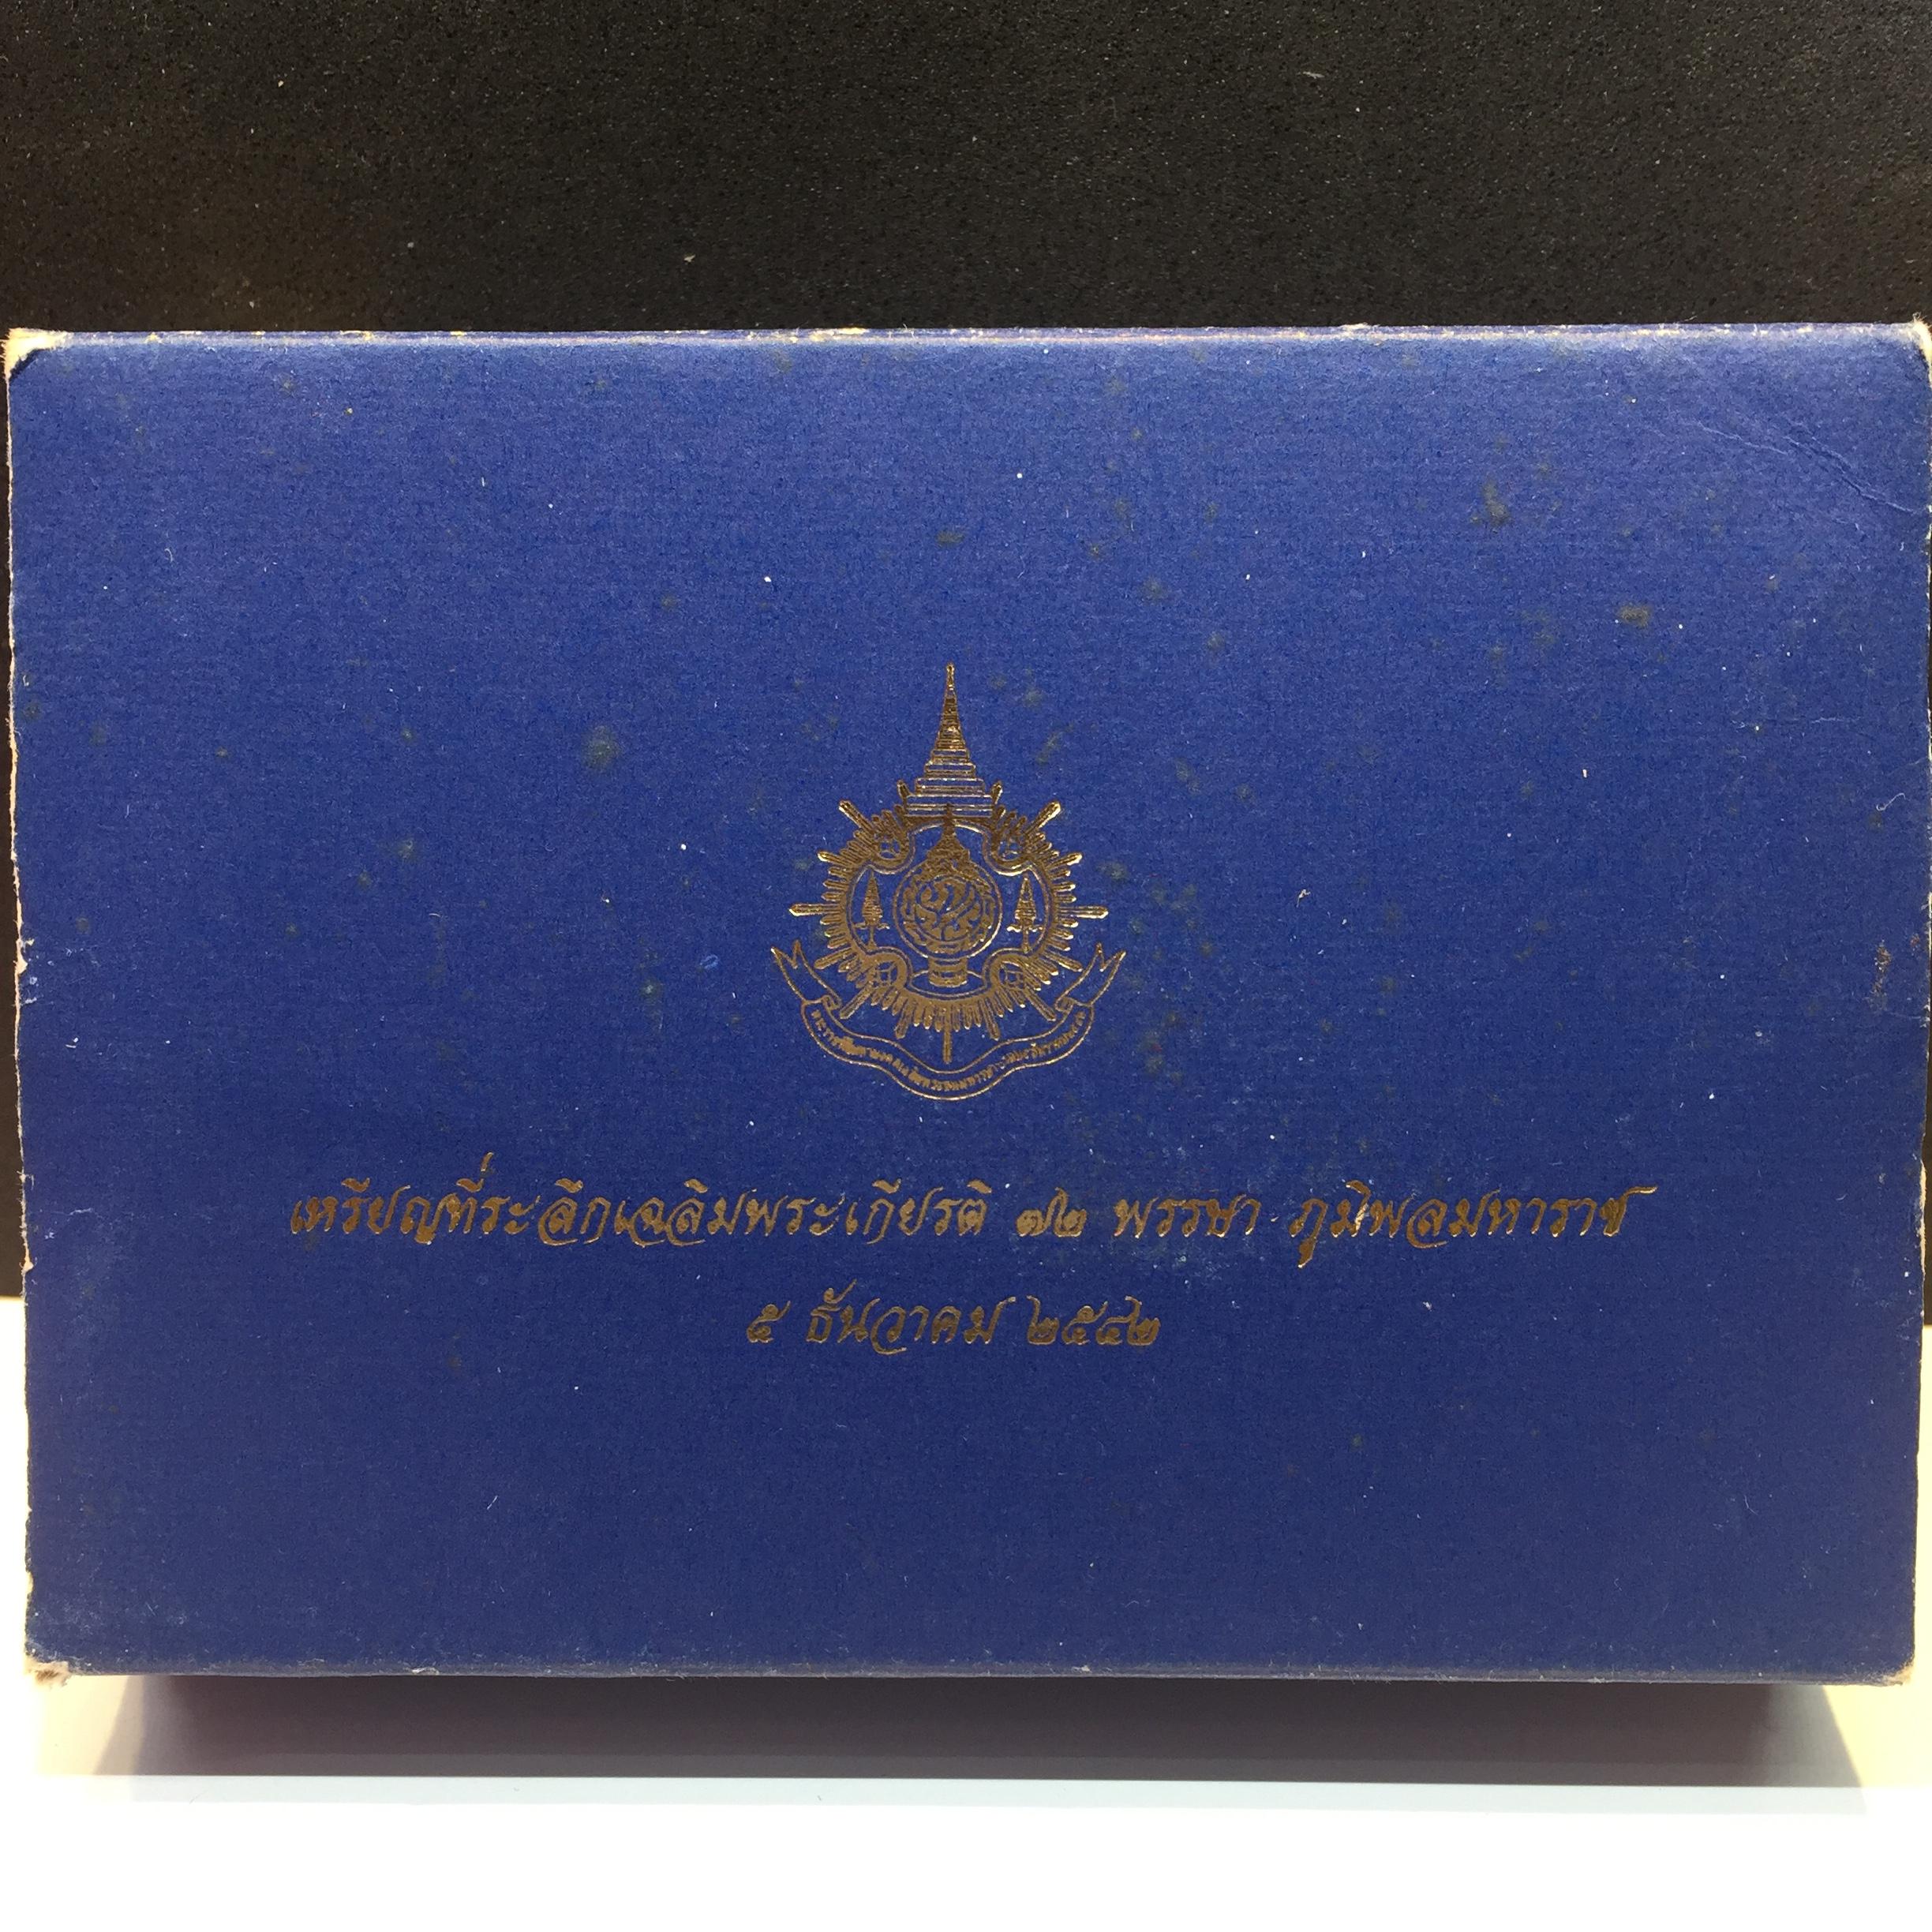 เหรียญที่ระลึกเฉลิมพระเกียรติ ๗๒ พรรษา ภูมิพลมหาราช
๕ ธันวาคม ๒๕๔๒